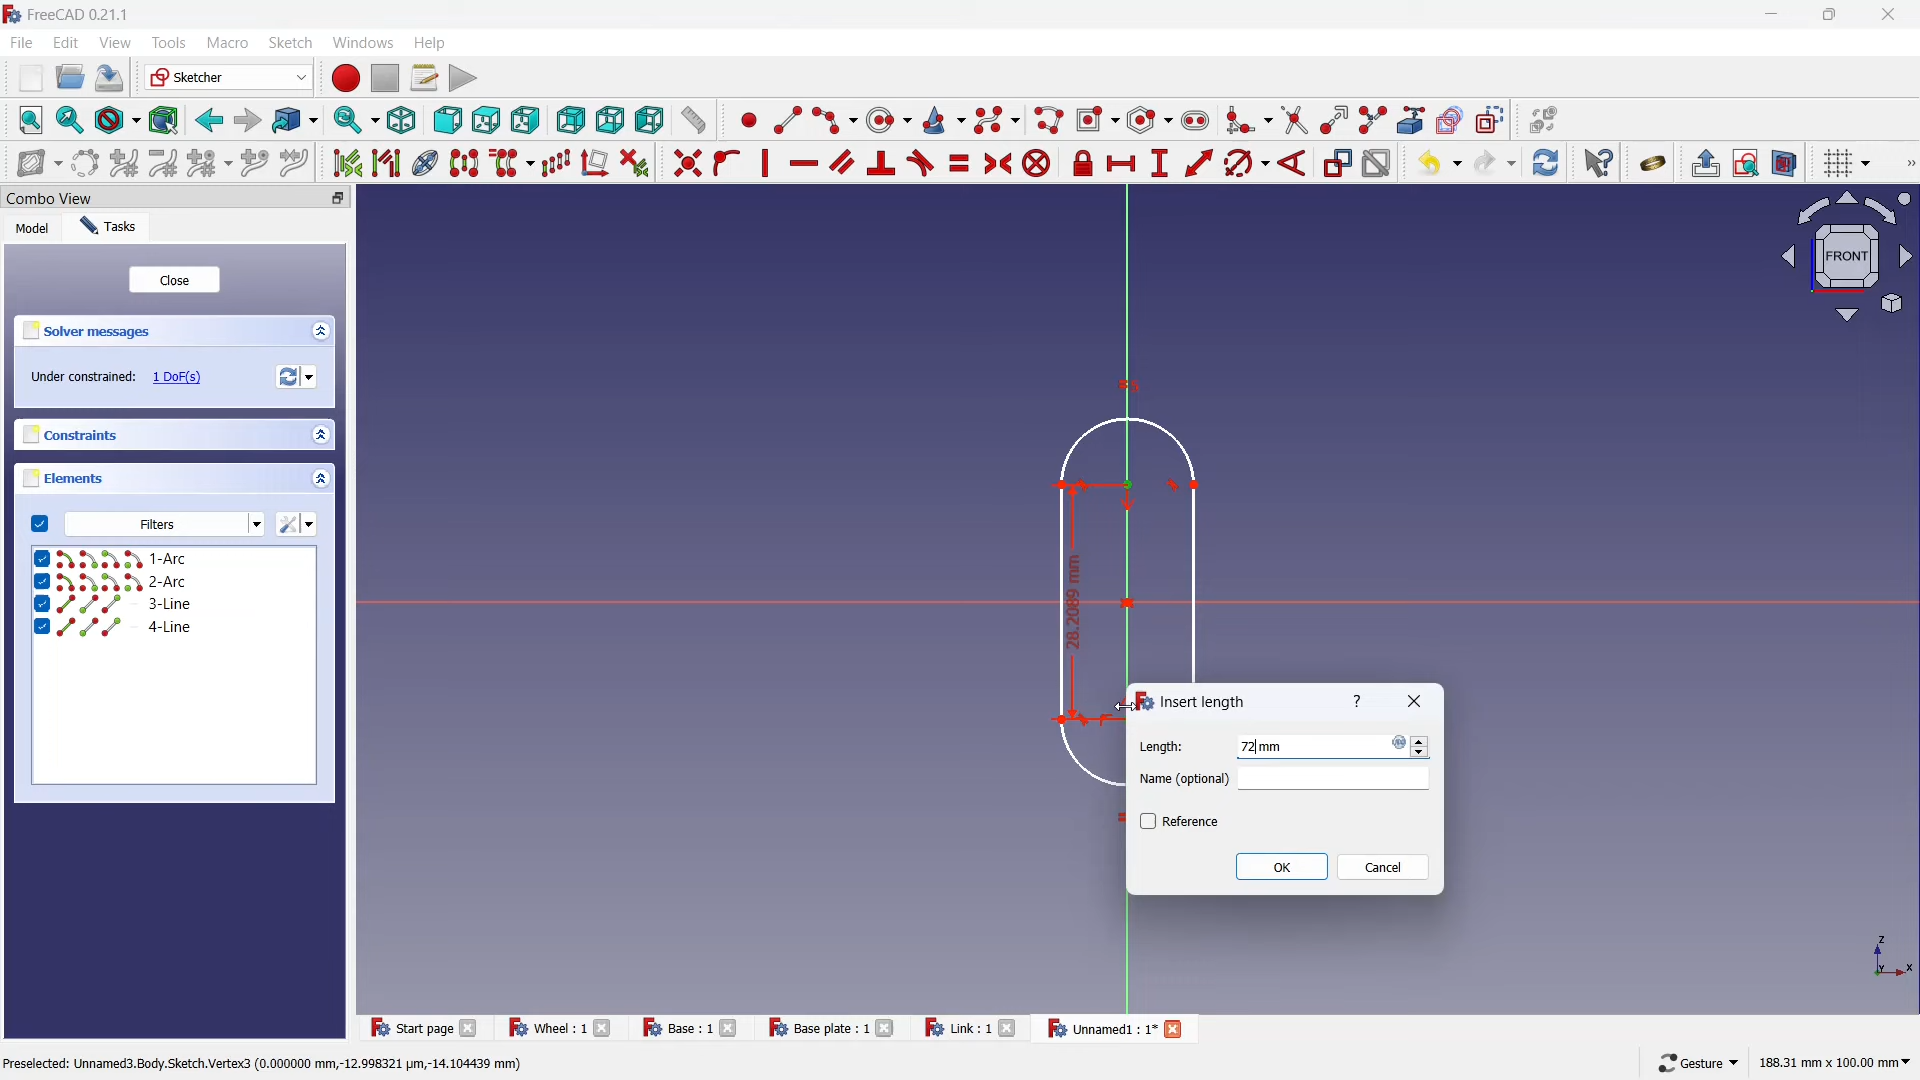 FreeCAD 0.21.1
File Edit View Tools Macro Sketch Windows Help
Sketcher
Combo View
Model Tasks
Close
Solver messages
Under constrained: 1 DoF(s)
Constraints
Elements
Filters
1-Arc
2-Arc
3-Line
4-Line
FRONT
28.2089 mm
Insert length ?
Length: 72 mm
Name (optional)
Reference
OK Cancel
Z
Y X
Start page Wheel : 1 Base : 1 Base plate : 1 Link : 1 Unnamed1 : 1*
Preselected: Unnamed3.Body.Sketch.Vertex3 (0.000000 mm,-12.998321 µm,-14.104439 mm) Gesture 188.31 mm x 100.00 mm